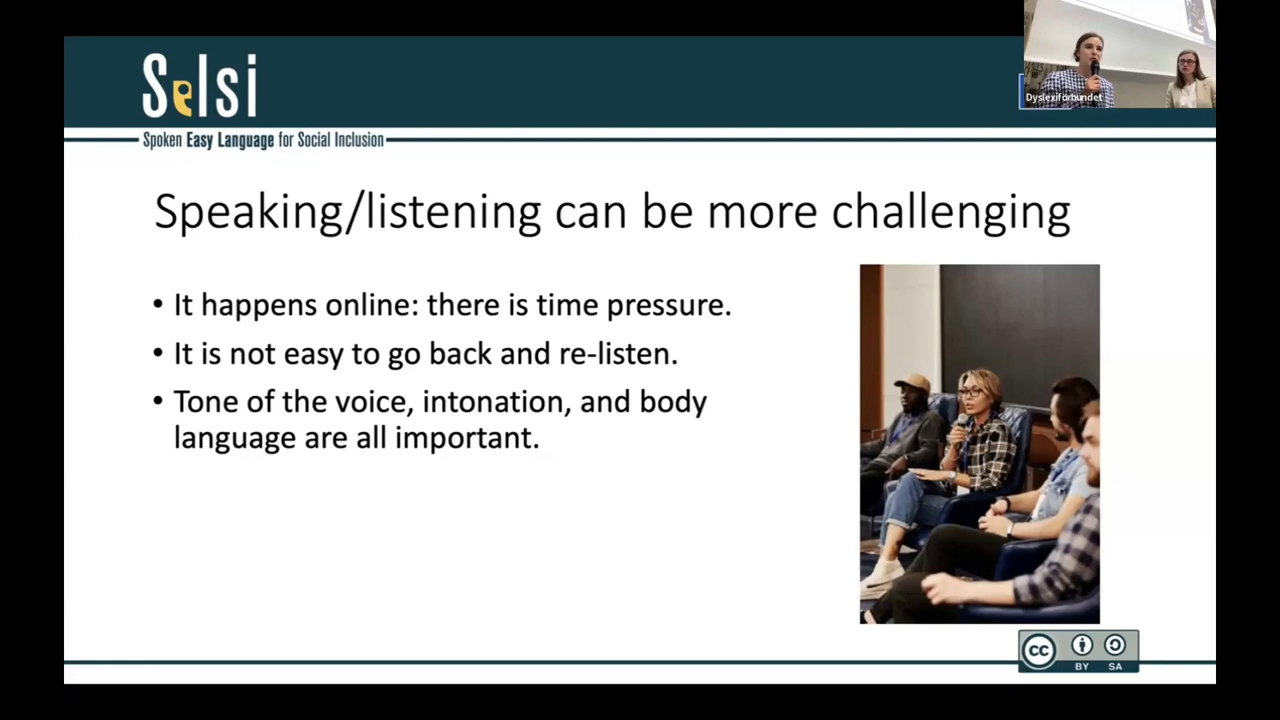 Selsi
Dyslexiförbundet
Spoken Easy Language for Social Inclusion
Speaking/listening can be more challenging
• It happens online: there is time pressure.
• It is not easy to go back and re-listen.
• Tone of the voice, intonation, and body
language are all important.
cc
BY SA